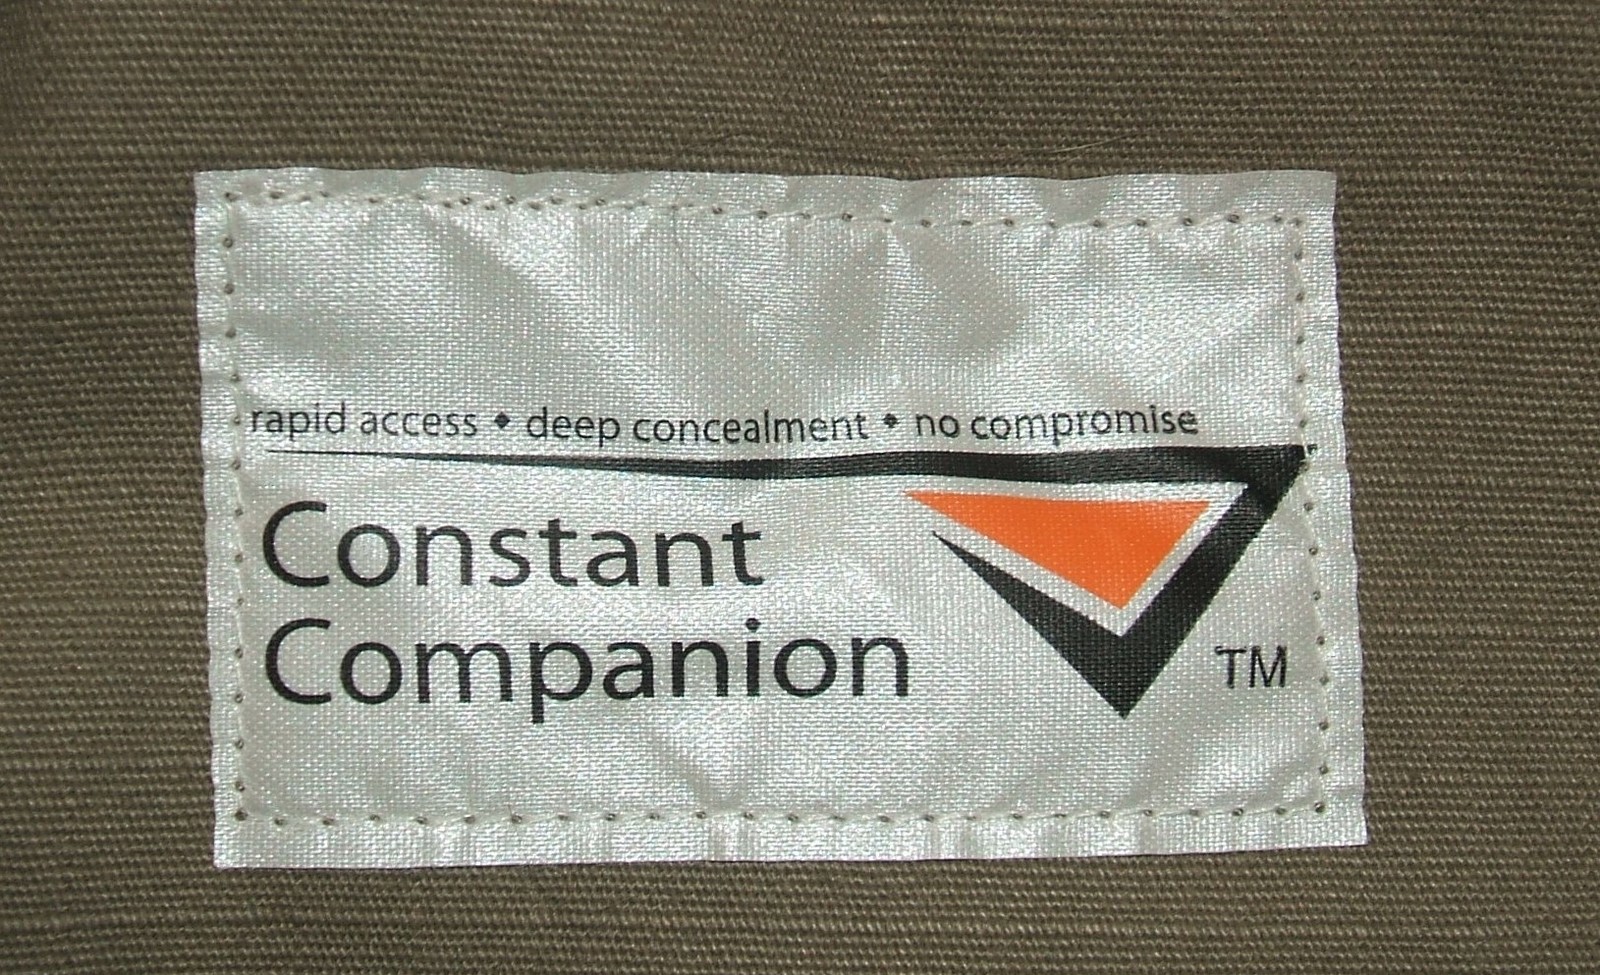 rapid access ◆ deep concealment ◆ no compromise
Constant
Companion
TM